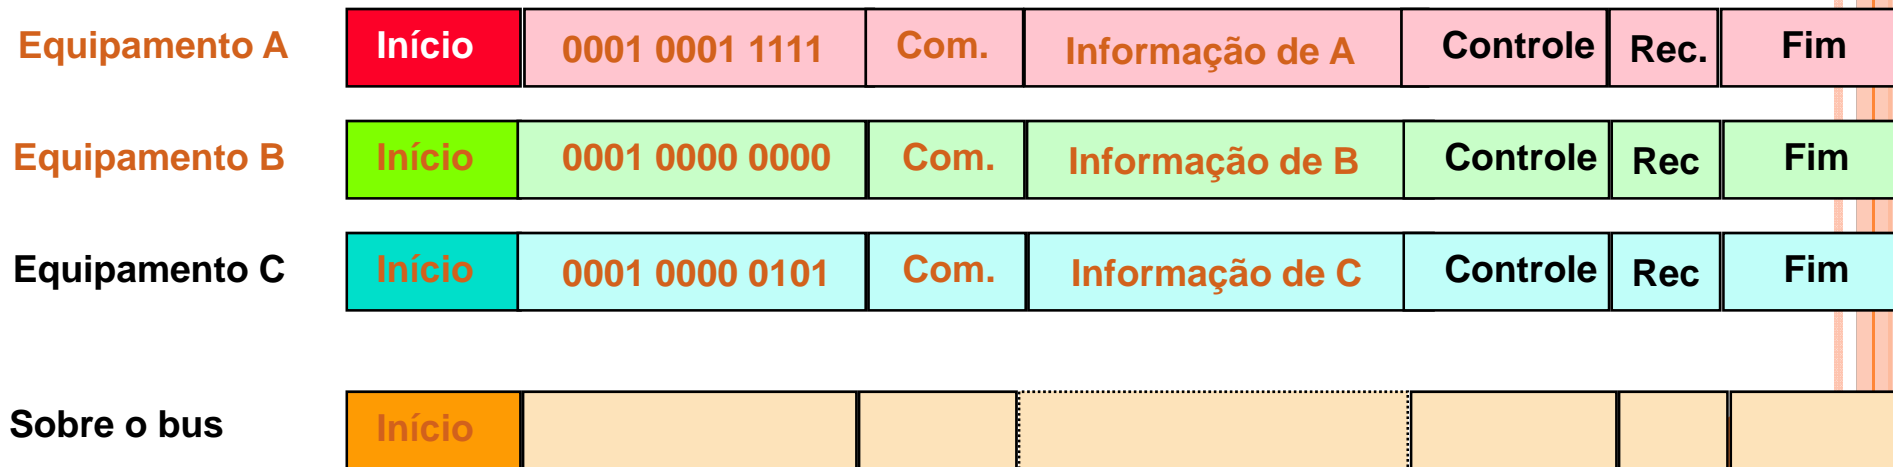 Equipamento A Início 0001 0001 1111 Com. Informação de A Controle Rec. Fim
Equipamento B Início 0001 0000 0000 Com. Informação de B Controle Rec Fim
Equipamento C Início 0001 0000 0101 Com. Informação de C Controle Rec Fim
Sobre o bus Início